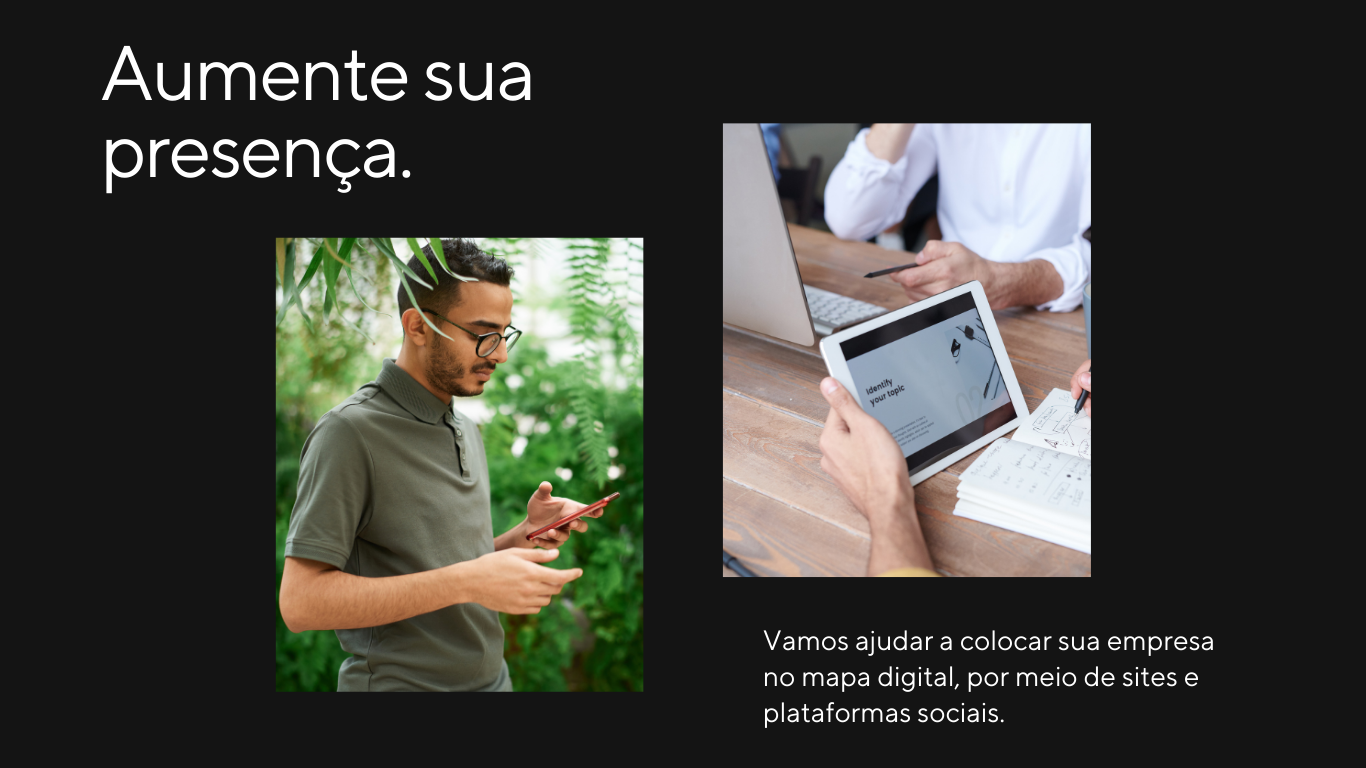 Aumente sua
presença.
Identify
your topic
02
Vamos ajudar a colocar sua empresa
no mapa digital, por meio de sites e
plataformas sociais.